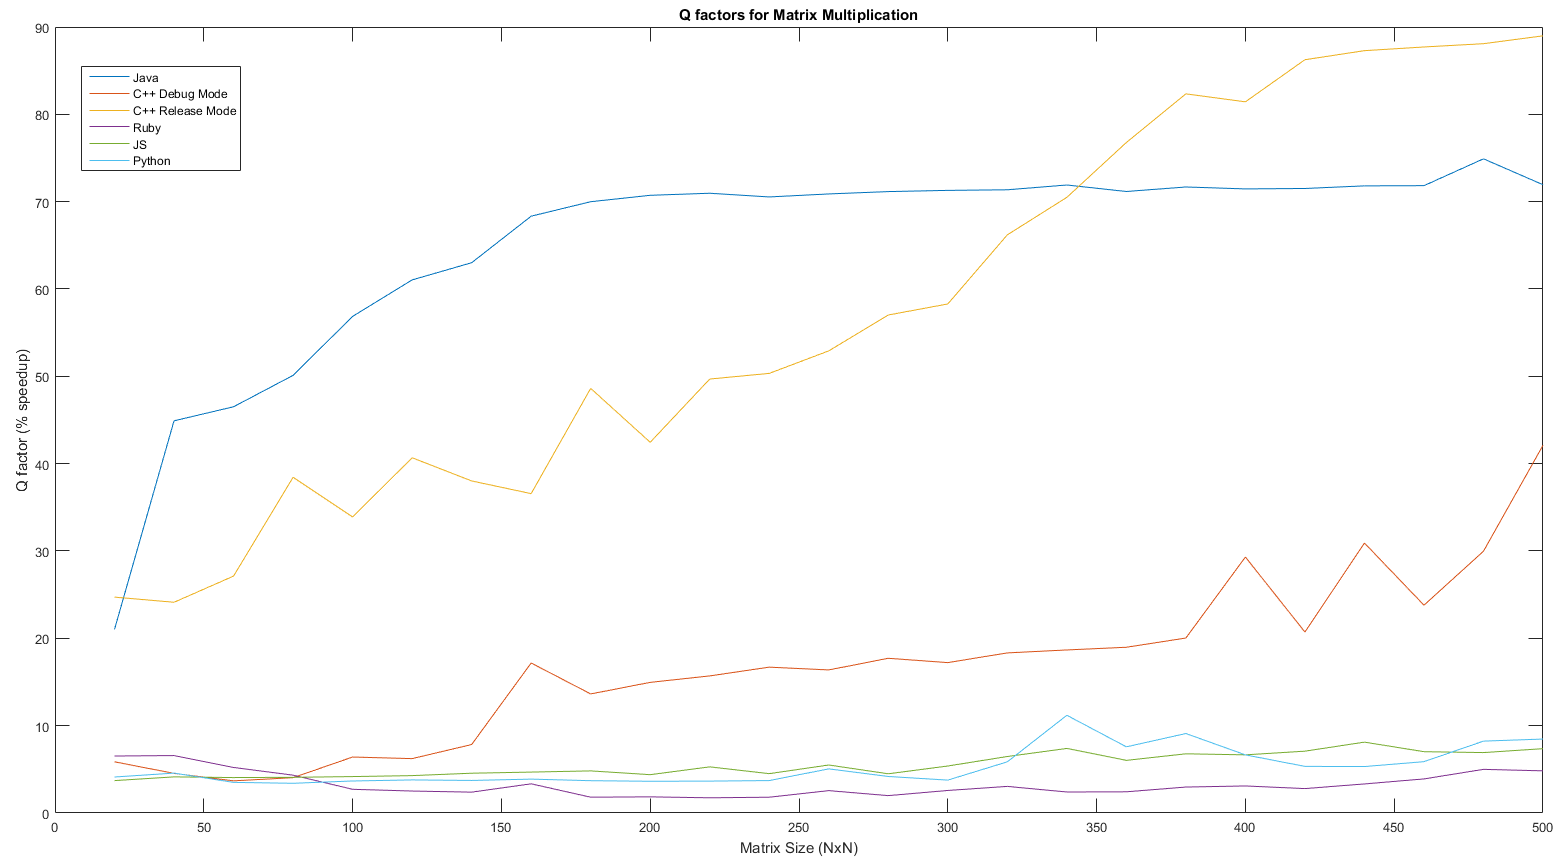 Q factors for Matrix Multiplication
90
80
70
60
50
40
30
20
10
0
Q factor (% speedup)
Java
C++ Debug Mode
C++ Release Mode
Ruby
JS
Python
0 50 100 150 200 250 300 350 400 450 500
Matrix Size (NxN)